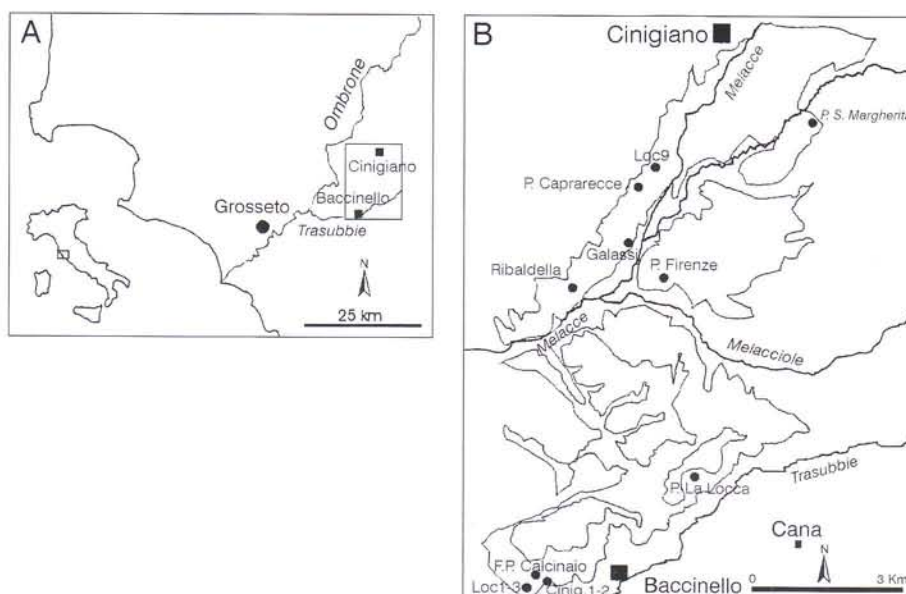 A
Ombrone
Cinigiano
Baccinello
Grosseto
Trasubbie
N
25 km
B
Cinigiano
Melacce
P. S. Margherita
Loc9
P. Caprarecce
Galassi
P. Firenze
Ribaldella
Melacce
Melacciole
P. La Locca
Trasubbie
Cana
N
F.P. Calcinaio
Loc1-3
Cinig.1-2
Baccinello
0 3 Km